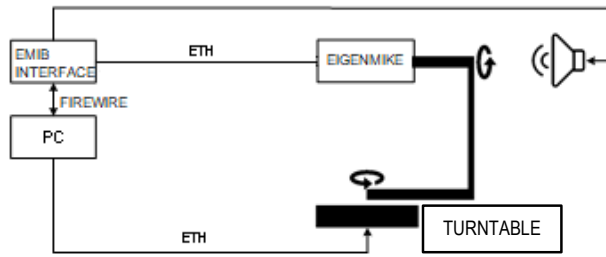 EMIB
INTERFACE
ETH
EIGENMIKE
FIREWIRE
PC
ETH
TURNTABLE